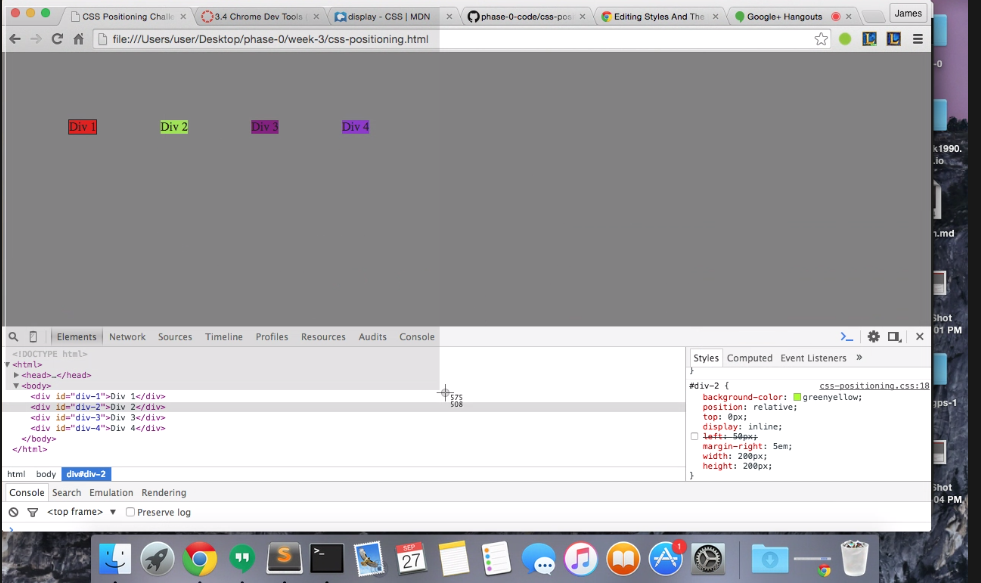 CSS Positioning Challe
3.4 Chrome Dev Tools
display - CSS | MDN
phase-0-code/css-pos
Editing Styles And The
Google+ Hangouts
James
file:///Users/user/Desktop/phase-0/week-3/css-positioning.html
-0
Div 1 Div 2 Div 3 Div 4
k1990.
.io
n.md
Shot
01 PM
Elements Network Sources Timeline Profiles Resources Audits Console
<!DOCTYPE html>
<html>
<head>…</head>
<body>
<div id="div-1">Div 1</div>
<div id="div-2">Div 2</div>
<div id="div-3">Div 3</div>
<div id="div-4">Div 4</div>
</body>
</html>
575
508
Styles Computed Event Listeners »
}
#div-2 { css-positioning.css:18
background-color: greenyellow;
position: relative;
top: 0px;
display: inline;
left: 50px;
margin-right: 5em;
width: 200px;
height: 200px;
}
gps-1
html body div#div-2
Console Search Emulation Rendering
<top frame> ▼ Preserve log
Shot
04 PM
SEP
27
1